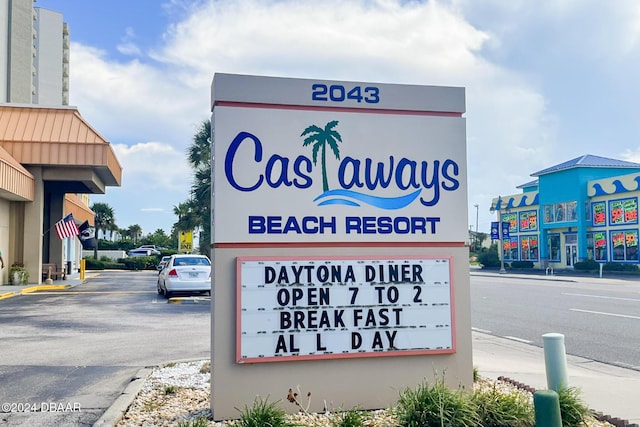 2043
Castaways
BEACH RESORT
DAYTONA DINER
OPEN 7 TO 2
BREAK FAST
AL L DAY
©2024 DBAAR